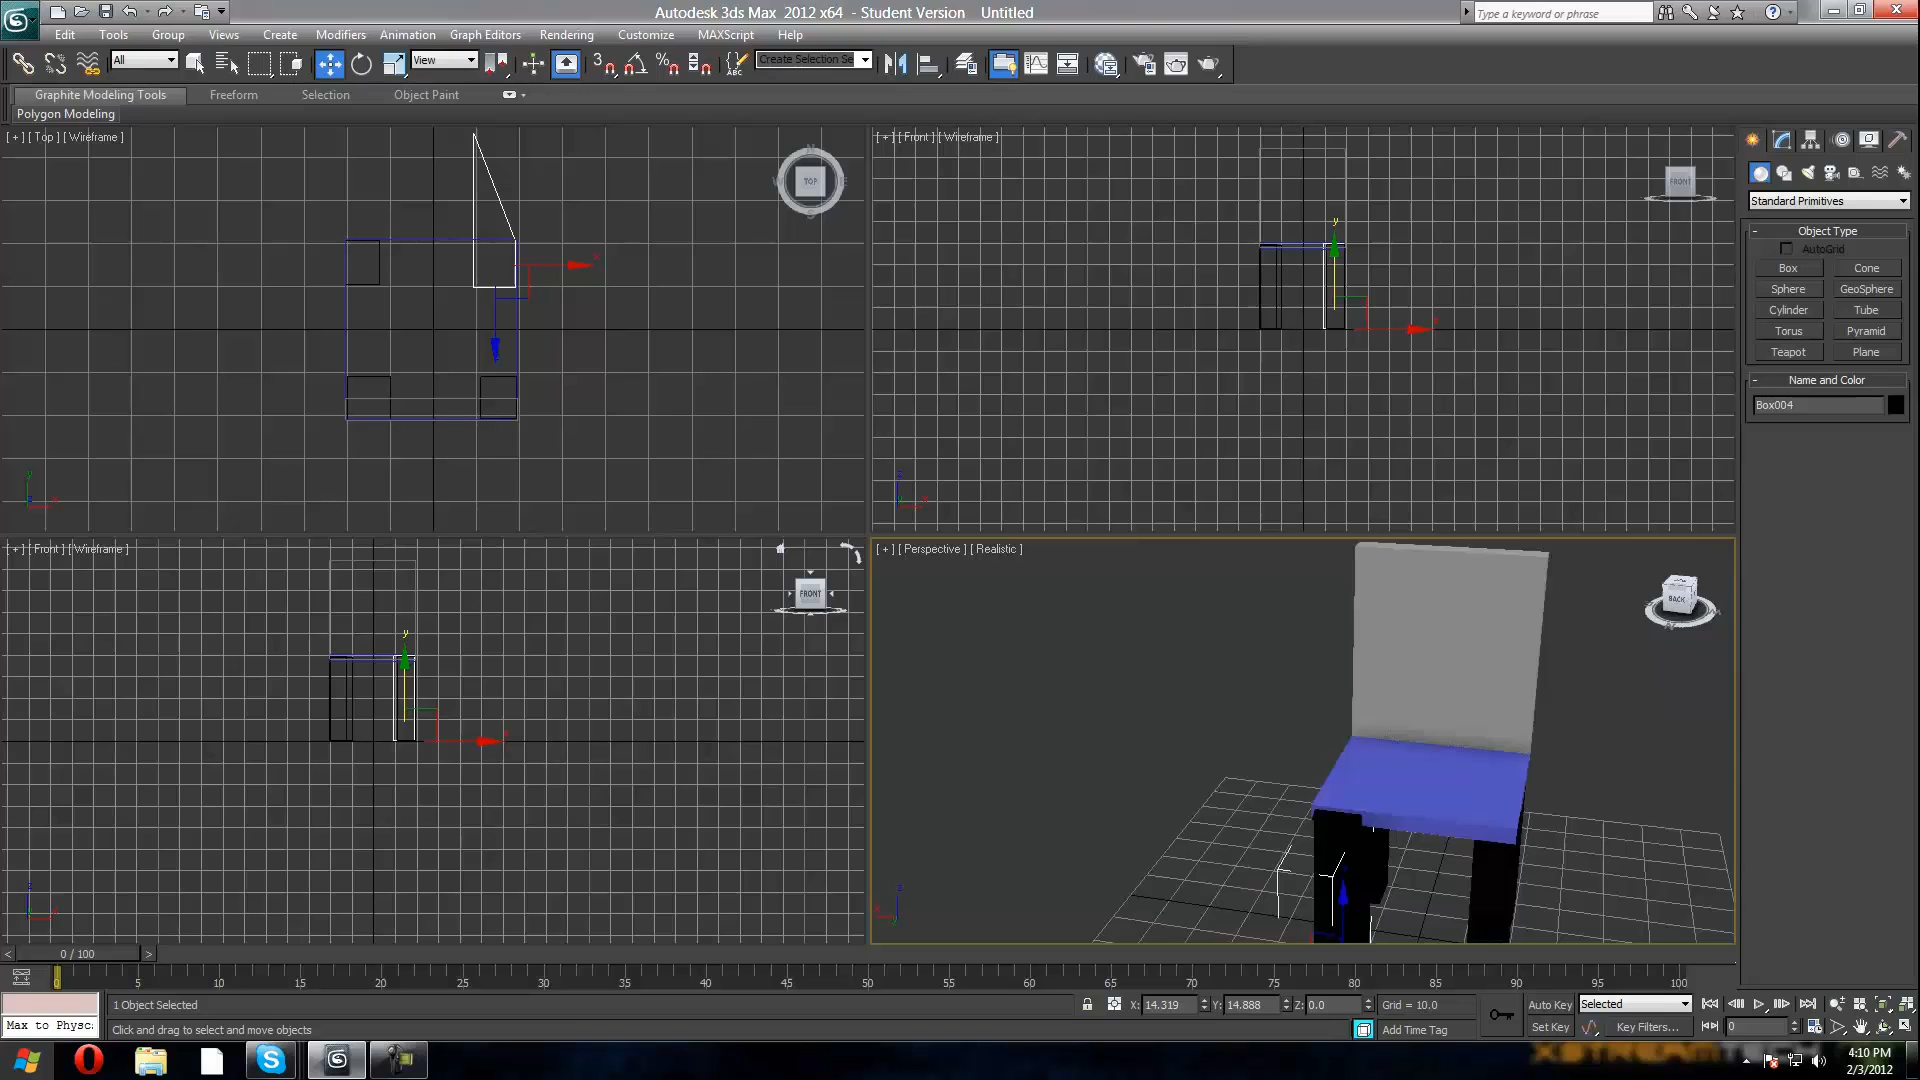 Autodesk 3ds Max 2012 x64 - Student Version Untitled
Type a keyword or phrase
Edit Tools Group Views Create Modifiers Animation Graph Editors Rendering Customize MAXScript Help
All
View
3
%
ABC
Create Selection Se
Graphite Modeling Tools Freeform Selection Object Paint
Polygon Modeling
[ + ] [ Top ] [ Wireframe ]
TOP
[ + ] [ Front ] [ Wireframe ]
FRONT
Standard Primitives
- Object Type
AutoGrid
Box Cone
Sphere GeoSphere
Cylinder Tube
Torus Pyramid
Teapot Plane
- Name and Color
Box004
[ + ] [ Front ] [ Wireframe ]
FRONT
[ + ] [ Perspective ] [ Realistic ]
BACK
< 0 / 100 >
0 5 10 15 20 25 30 35 40 45 50 55 60 65 70 75 80 85 90 95 100
1 Object Selected
X: 14.319 Y: 14.888 Z: 0.0 Grid = 10.0
Auto Key Selected
Max to Physc:
Click and drag to select and move objects
Add Time Tag
Set Key Key Filters... 0
4:10 PM
2/3/2012